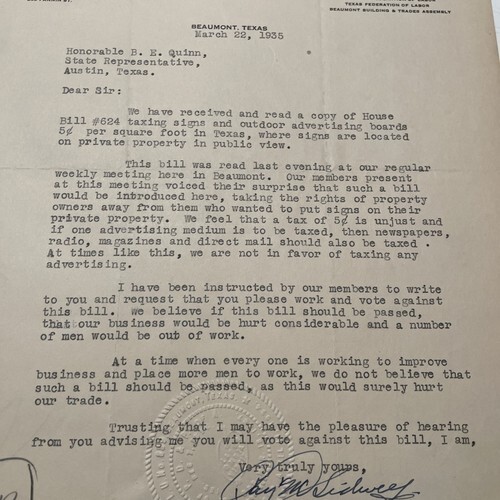 OF LABOR
TEXAS FEDERATION OF LABOR
BEAUMONT BUILDING & TRADES ASSEMBLY
BEAUMONT, TEXAS
March 22, 1935
Honorable B. E. Quinn,
State Representative,
Austin, Texas.
Dear Sir:
We have received and read a copy of House
Bill #624 taxing signs and outdoor advertising boards
5¢ per square foot in Texas, where signs are located
on private property in public view.
This bill was read last evening at our regular
weekly meeting here in Beaumont. Our members present
at this meeting voiced their surprise that such a bill
would be introduced here, taking the rights of property
owners away from them who wanted to put signs on their
private property. We feel that a tax of 5¢ is unjust and
if one advertising medium is to be taxed, then newspapers,
radio, magazines and direct mail should also be taxed .
At times like this, we are not in favor of taxing any
advertising.
I have been instructed by our members to write
to you and request that you please work and vote against
this bill. We believe if this bill should be passed,
that our business would be hurt considerable and a number
of men would be out of work.
At a time when every one is working to improve
business and place more men to work, we do not believe that
such a bill should be passed, as this would surely hurt
our trade.
Trusting that I may have the pleasure of hearing
from you advising me you will vote against this bill, I am,
Very truly yours,